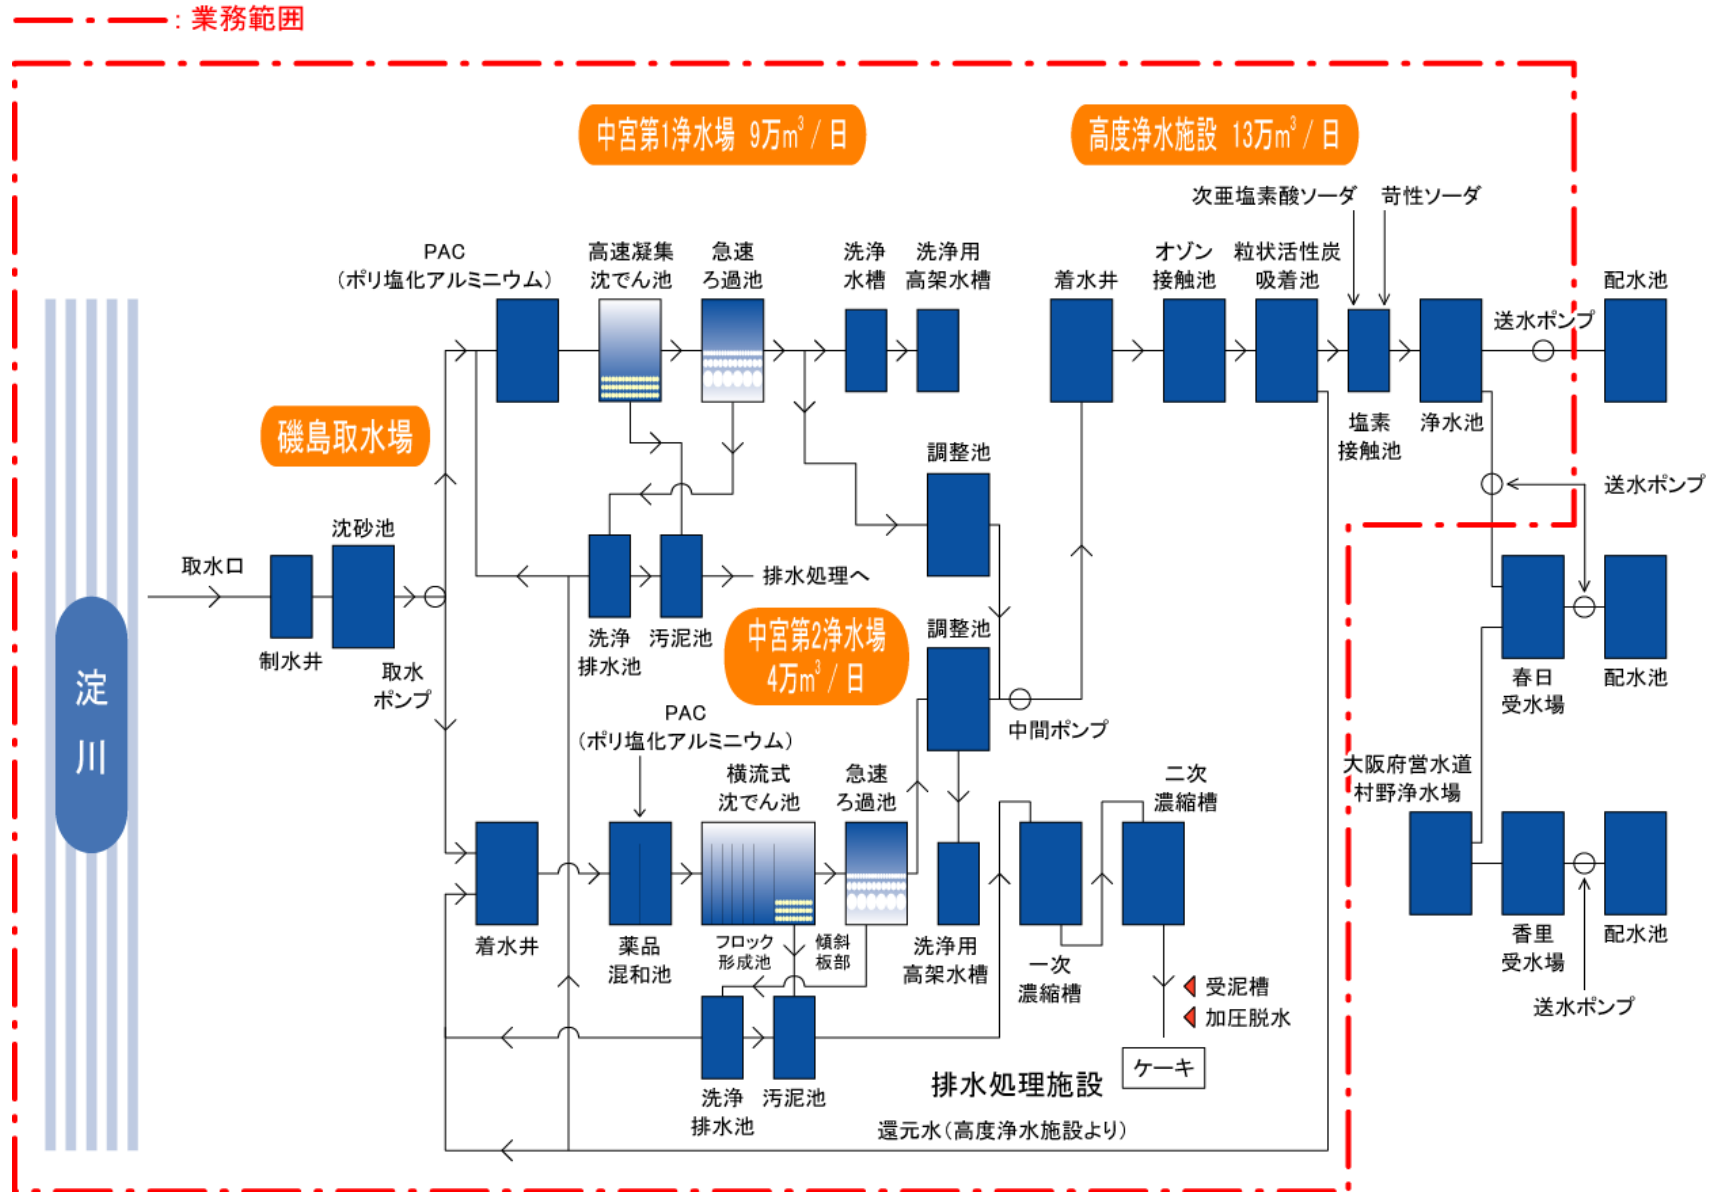 ：業務範囲
中宮第1浄水場 9万m³/日
高度浄水施設 13万m³/日
次亜塩素酸ソーダ
苛性ソーダ
PAC
（ポリ塩化アルミニウム）
高速凝集
沈でん池
急速
ろ過池
洗浄
水槽
洗浄用
高架水槽
着水井
オゾン
接触池
粒状活性炭
吸着池
送水ポンプ
配水池
塩素
接触池
浄水池
磯島取水場
調整池
送水ポンプ
沈砂池
取水口
制水井
取水
ポンプ
排水処理へ
洗浄
排水池
汚泥池
中宮第2浄水場
4万m³/日
調整池
中間ポンプ
春日
受水場
配水池
淀川
PAC
（ポリ塩化アルミニウム）
横流式
沈でん池
急速
ろ過池
二次
濃縮槽
大阪府営水道
村野浄水場
着水井
薬品
混和池
フロック
形成池
傾斜
板部
洗浄用
高架水槽
一次
濃縮槽
受泥槽
加圧脱水
香里
受水場
配水池
送水ポンプ
ケーキ
洗浄
排水池
汚泥池
排水処理施設
還元水（高度浄水施設より）